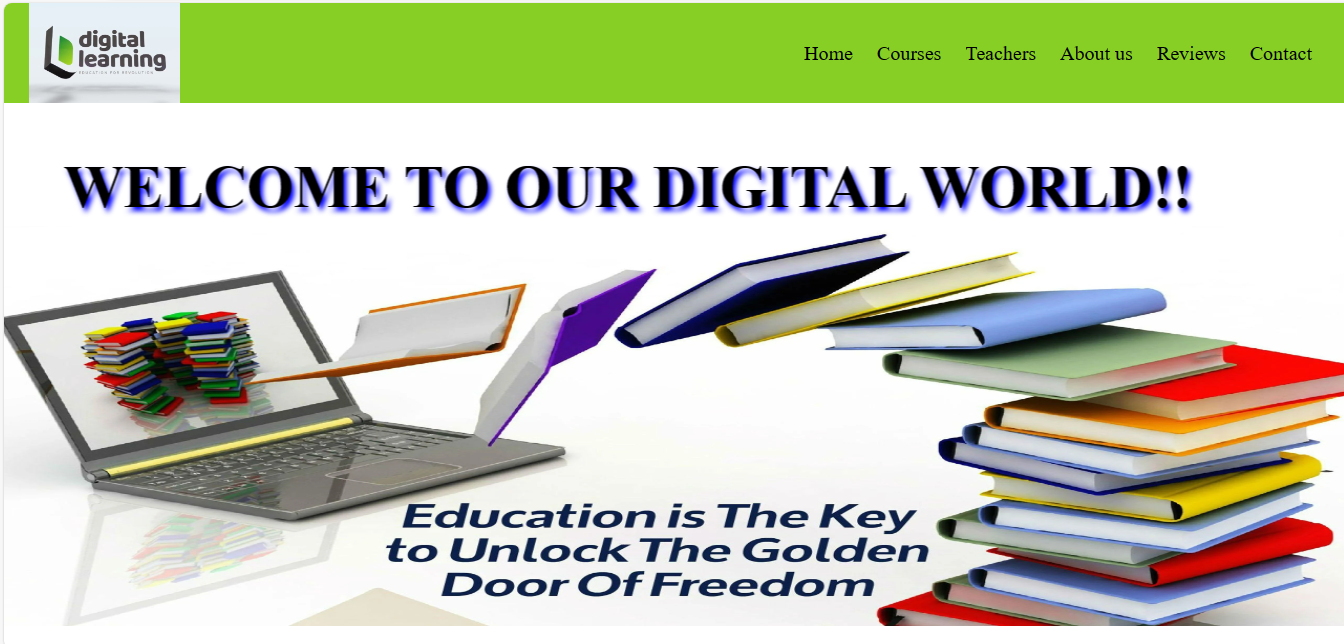 digital
learning
EDUCATION FOR REVOLUTION
Home Courses Teachers About us Reviews Contact
WELCOME TO OUR DIGITAL WORLD!!
Education is The Key
to Unlock The Golden
Door Of Freedom